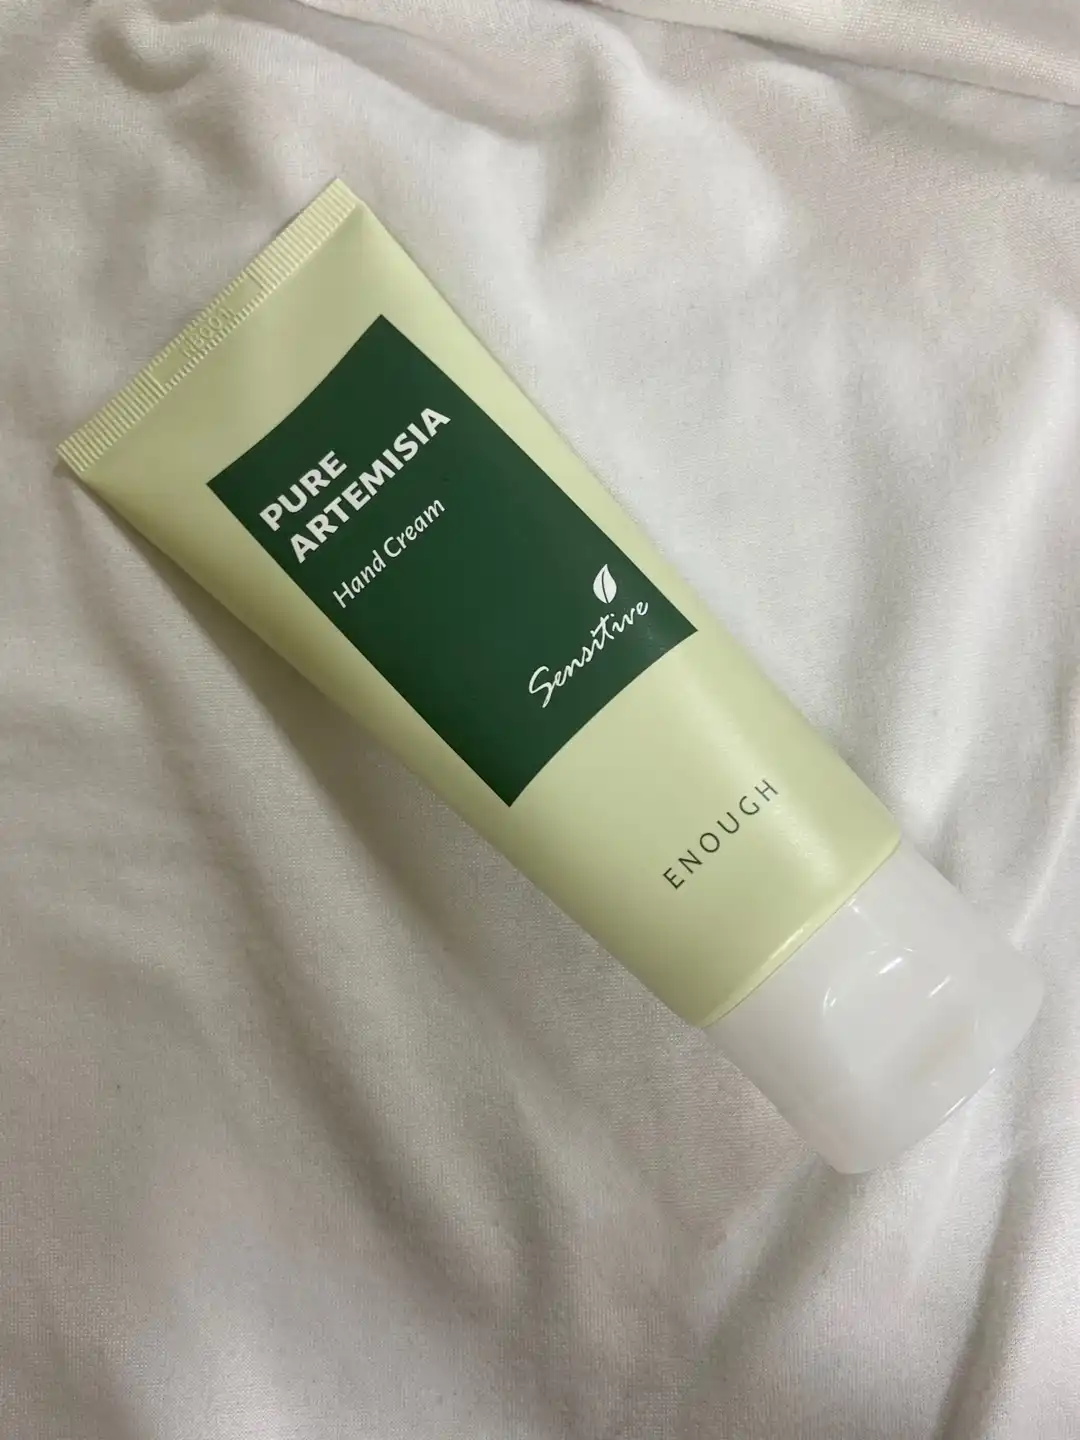 PURE
ARTEMISIA
Hand Cream
Sensitive
ENOUGH